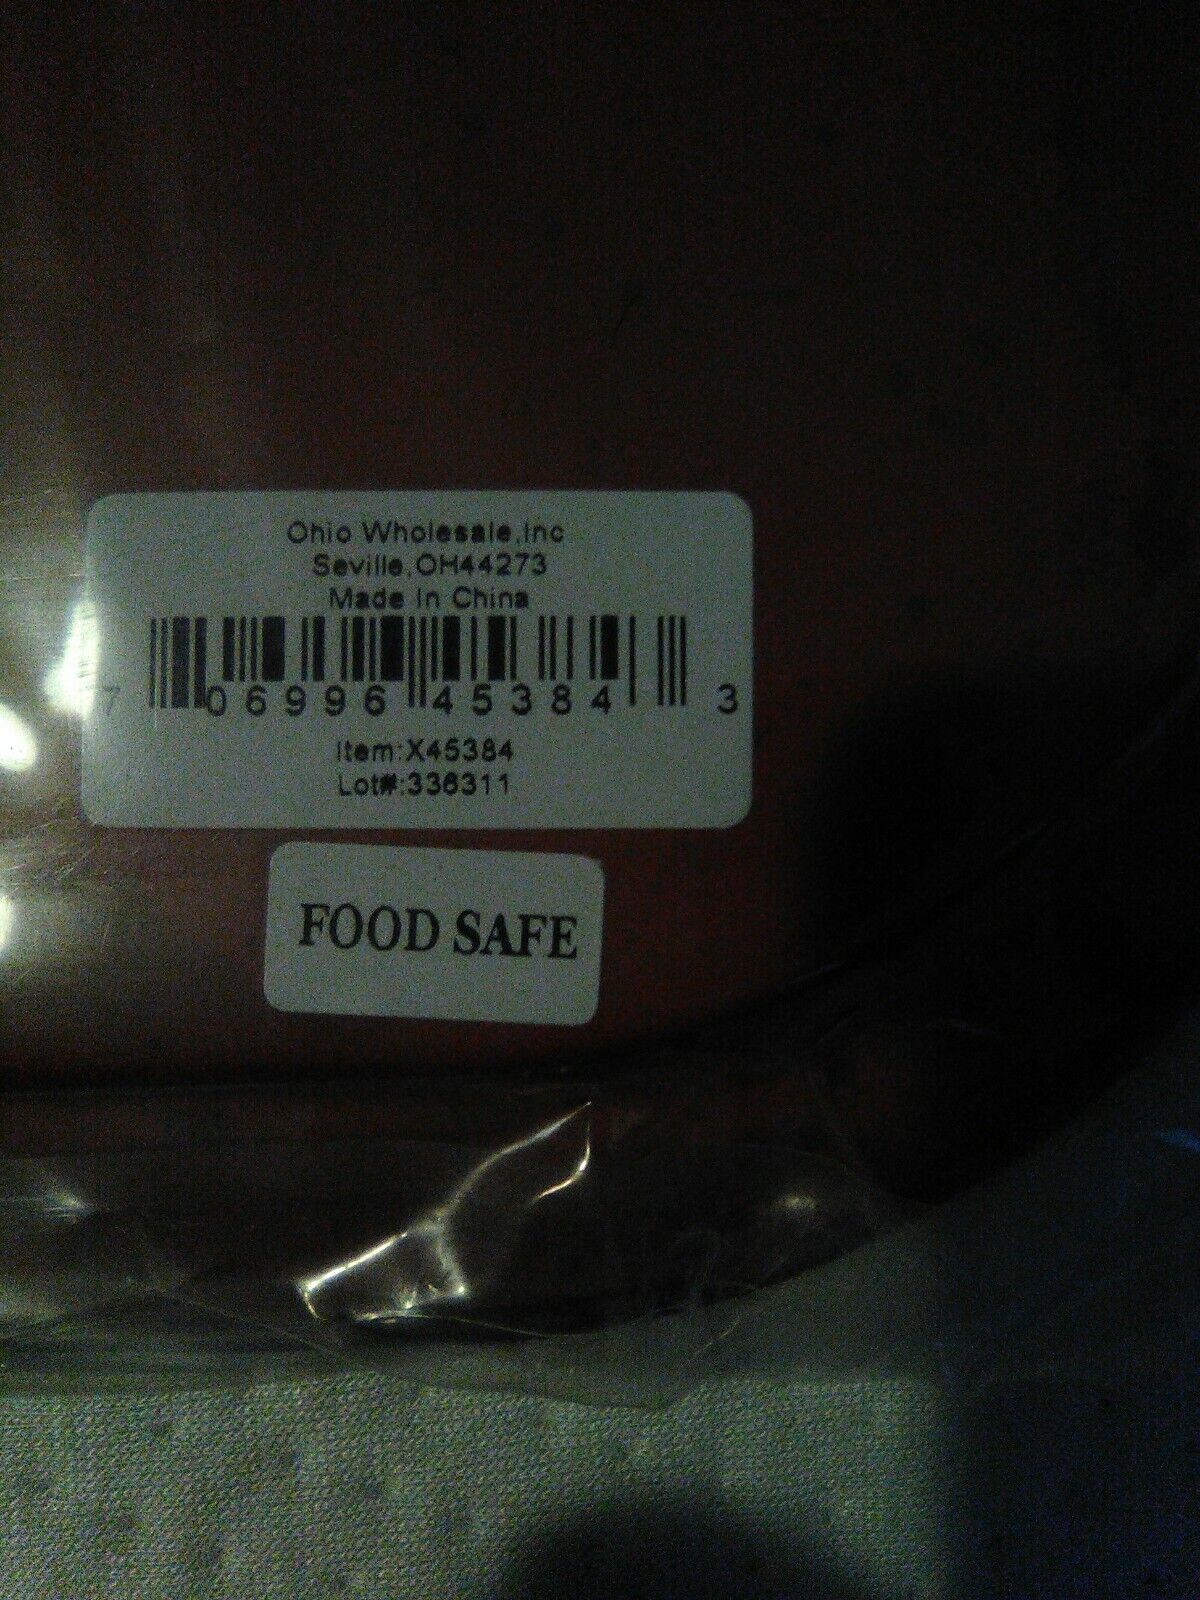 Ohio Wholesale,Inc
Seville,OH44273
Made In China
7 06996 45384 3
Item:X45384
Lot#:336311
FOOD SAFE